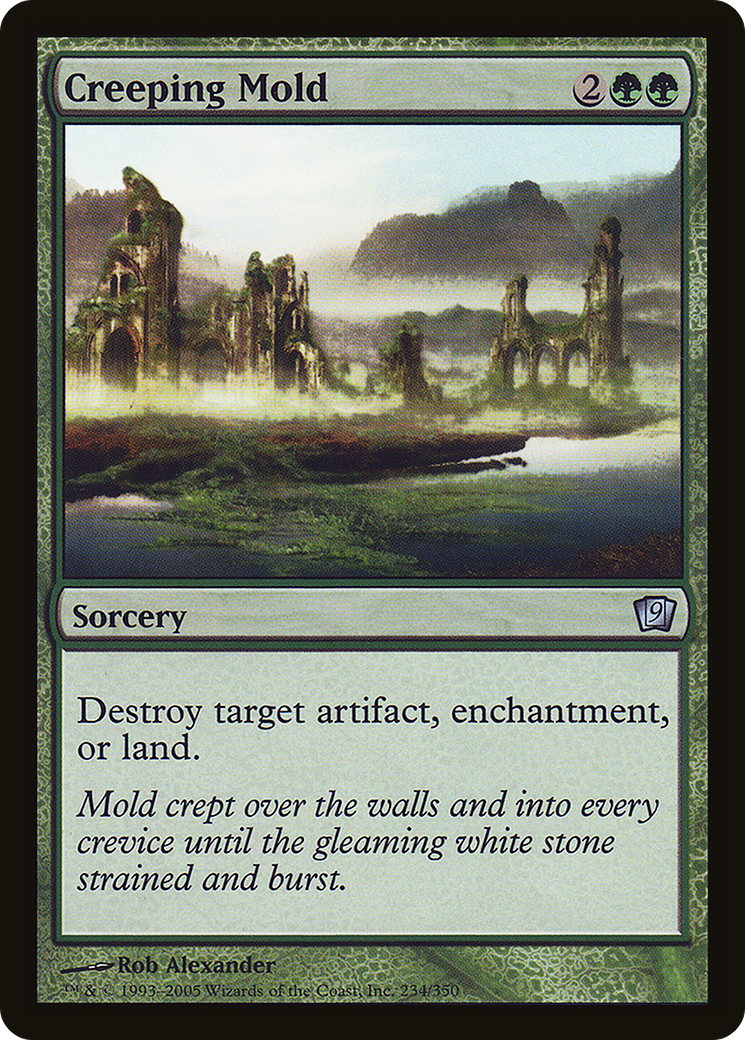 Creeping Mold 2
Sorcery 9
Destroy target artifact, enchantment,
or land.
Mold crept over the walls and into every
crevice until the gleaming white stone
strained and burst.
Rob Alexander
™ & © 1993–2005 Wizards of the Coast, Inc. 234/350